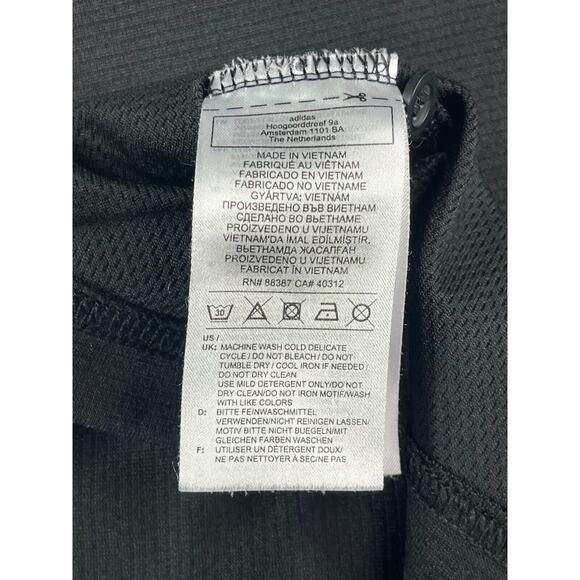 adidas
Hoogoorddreef 9a
Amsterdam 1101 BA
The Netherlands
MADE IN VIETNAM
FABRIQUÉ AU VIÊTNAM
FABRICADO EN VIETNAM
FABRICADO NO VIETNAME
GYÁRTVA: VIETNÁM
ПРОИЗВЕДЕНО ВЪВ ВИЕТНАМ
СДЕЛАНО ВО ВЬЕТНАМЕ
PROIZVEDENO U VIJETNAMU
VIETNAM'DA IMAL EDİLMİŞTİR,
ВЬЕТНАМДА ЖАСАЛҒАН
PROIZVEDENO U VIJETNAMU
FABRICAT ÎN VIETNAM
RN# 88387 CA# 40312
30
US /
UK: MACHINE WASH COLD DELICATE
CYCLE / DO NOT BLEACH / DO NOT
TUMBLE DRY / COOL IRON IF NEEDED /
DO NOT DRY CLEAN
USE MILD DETERGENT ONLY/DO NOT
DRY CLEAN/DO NOT IRON MOTIF/WASH
WITH LIKE COLORS
D: BITTE FEINWASCHMITTEL
VERWENDEN/NICHT REINIGEN LASSEN/
MOTIV BITTE NICHT BUEGELN/MIT
GLEICHEN FARBEN WASCHEN
F: UTILISER UN DÉTERGENT DOUX/
NE PAS NETTOYER À SEC/NE PAS